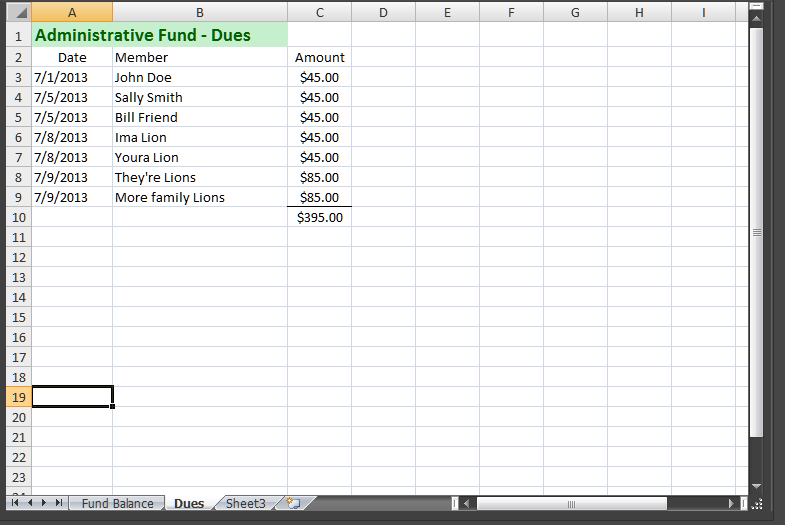 A B C D E F G H I
1 Administrative Fund - Dues
2 Date Member Amount
3 7/1/2013 John Doe $45.00
4 7/5/2013 Sally Smith $45.00
5 7/5/2013 Bill Friend $45.00
6 7/8/2013 Ima Lion $45.00
7 7/8/2013 Youra Lion $45.00
8 7/9/2013 They're Lions $85.00
9 7/9/2013 More family Lions $85.00
10 $395.00
11
12
13
14
15
16
17
18
19
20
21
22
23
Fund Balance Dues Sheet3